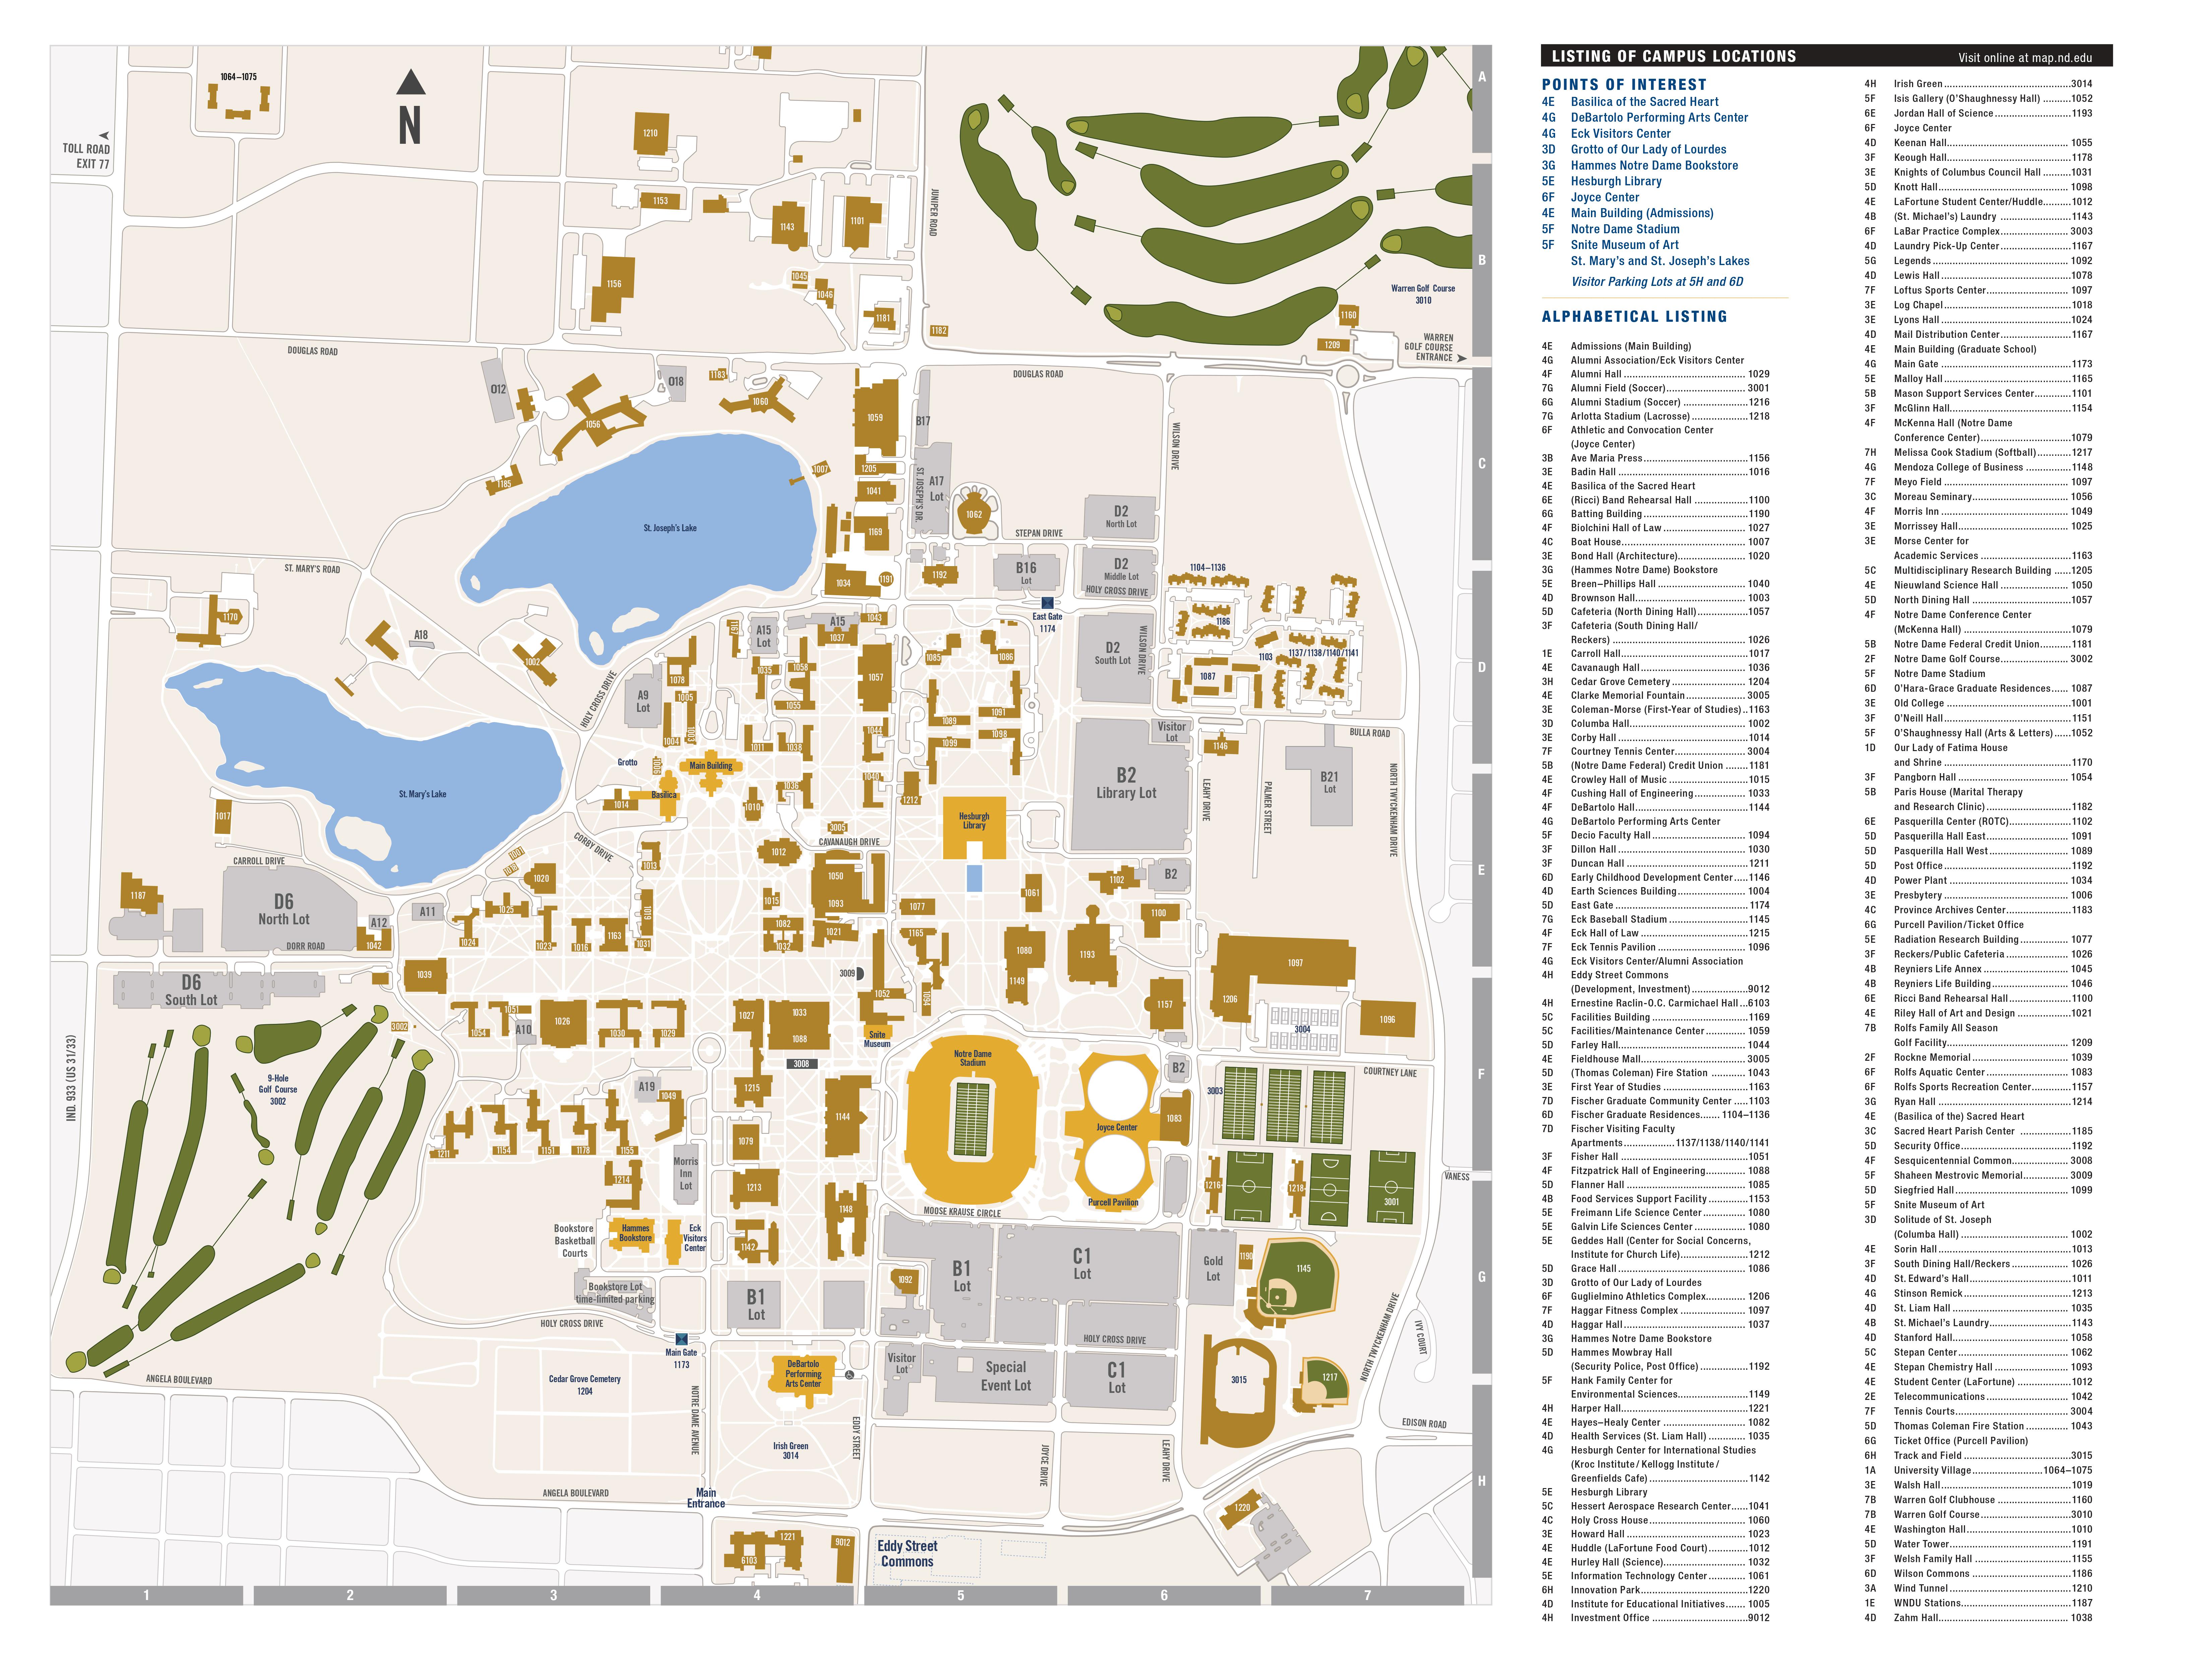 1064–1075
N
TOLL ROAD
EXIT 77
1210
JUNIPER ROAD
1153
1143
1101
1156
1045
1046
1181
1182
Warren Golf Course
3010
1160
1209
WARREN
GOLF COURSE
ENTRANCE
DOUGLAS ROAD
DOUGLAS ROAD
O12
O18
1183
1060
1059
B17
1056
WILSON DRIVE
1185
1007
1205
ST. JOSEPH'S DR.
A17
Lot
1041
1062
D2
North Lot
St. Joseph's Lake
1169
STEPAN DRIVE
ST. MARY'S ROAD
1034
1191
1192
B16
Lot
D2
Middle Lot
HOLY CROSS DRIVE
1104–1136
East Gate
1174
1170
A18
1167
A15
Lot
A15
1043
1037
1186
1002
1085
1086
D2
South Lot
WILSON DRIVE
1103
1137/1138/1140/1141
1078
1035
1058
1057
1087
HOLY CROSS DRIVE
A9
Lot
1005
1055
1089
1091
1004
1003
1011
1038
1044
1099
1098
Visitor
Lot
1146
BULLA ROAD
Grotto
1006
Main Building
Basilica
1014
1036
1040
1010
1212
B2
Library Lot
LEAHY DRIVE
PALMER STREET
B21
Lot
NORTH TWYCKENHAM DRIVE
St. Mary's Lake
1017
Hesburgh
Library
3005
CAVANAUGH DRIVE
CORBY DRIVE
CARROLL DRIVE
1001
1018
1013
1012
1020
1050
1102
B2
1187
D6
North Lot
A12
A11
1025
1019
1015
1093
1077
1061
1100
1042
DORR ROAD
1024
1023
1016
1163
1031
1082
1032
1021
1165
1080
1193
1097
D6
South Lot
1039
3009
1149
1052
1094
1157
1206
1096
3002
1054
1051
A10
1026
1030
1029
1027
1033
1088
Snite
Museum
3004
IND. 933 (US 31/33)
9-Hole
Golf Course
3002
3008
Notre Dame
Stadium
B2
COURTNEY LANE
A19
1049
1215
1144
3003
Joyce Center
1083
1211
1154
1151
1178
1155
1079
Morris
Inn
Lot
1214
1213
1216
1218
3001
VANESS
1148
Purcell Pavilion
MOOSE KRAUSE CIRCLE
Bookstore
Basketball
Courts
Hammes
Bookstore
Eck
Visitors
Center
1142
B1
Lot
C1
Lot
Gold
Lot
1190
1145
1092
Bookstore Lot
time-limited parking
B1
Lot
HOLY CROSS DRIVE
HOLY CROSS DRIVE
Main Gate
1173
NORTH TWYCKENHAM DRIVE
IVY COURT
ANGELA BOULEVARD
Cedar Grove Cemetery
1204
DeBartolo
Performing
Arts Center
Visitor
Lot
Special
Event Lot
C1
Lot
3015
1217
NOTRE DAME AVENUE
EDDY STREET
EDISON ROAD
Irish Green
3014
JOYCE DRIVE
LEAHY DRIVE
ANGELA BOULEVARD
Main
Entrance
1220
1221
6103
9012
Eddy Street
Commons
1 2 3 4 5 6 7
A
B
C
D
E
F
G
H
LISTING OF CAMPUS LOCATIONS Visit online at map.nd.edu
POINTS OF INTEREST
4E Basilica of the Sacred Heart
4G DeBartolo Performing Arts Center
4G Eck Visitors Center
3D Grotto of Our Lady of Lourdes
3G Hammes Notre Dame Bookstore
5E Hesburgh Library
6F Joyce Center
4E Main Building (Admissions)
5F Notre Dame Stadium
5F Snite Museum of Art
St. Mary's and St. Joseph's Lakes
Visitor Parking Lots at 5H and 6D
ALPHABETICAL LISTING
4E Admissions (Main Building)
4G Alumni Association/Eck Visitors Center
4F Alumni Hall 1029
7G Alumni Field (Soccer) 3001
6G Alumni Stadium (Soccer) 1216
7G Arlotta Stadium (Lacrosse) 1218
6F Athletic and Convocation Center
(Joyce Center)
3B Ave Maria Press 1156
3E Badin Hall 1016
4E Basilica of the Sacred Heart
6E (Ricci) Band Rehearsal Hall 1100
6G Batting Building 1190
4F Biolchini Hall of Law 1027
4C Boat House 1007
3E Bond Hall (Architecture) 1020
3G (Hammes Notre Dame) Bookstore
5E Breen–Phillips Hall 1040
4D Brownson Hall 1003
5D Cafeteria (North Dining Hall) 1057
3F Cafeteria (South Dining Hall/
Reckers) 1026
1E Carroll Hall 1017
4E Cavanaugh Hall 1036
3H Cedar Grove Cemetery 1204
4E Clarke Memorial Fountain 3005
3E Coleman-Morse (First-Year of Studies) 1163
3D Columba Hall 1002
3E Corby Hall 1014
7F Courtney Tennis Center 3004
5B (Notre Dame Federal) Credit Union 1181
4E Crowley Hall of Music 1015
4F Cushing Hall of Engineering 1033
4F DeBartolo Hall 1144
4G DeBartolo Performing Arts Center
5F Decio Faculty Hall 1094
3F Dillon Hall 1030
3F Duncan Hall 1211
6D Early Childhood Development Center 1146
4D Earth Sciences Building 1004
5D East Gate 1174
7G Eck Baseball Stadium 1145
4F Eck Hall of Law 1215
7F Eck Tennis Pavilion 1096
4G Eck Visitors Center/Alumni Association
4H Eddy Street Commons
(Development, Investment) 9012
4H Ernestine Raclin-O.C. Carmichael Hall 6103
5C Facilities Building 1169
5C Facilities/Maintenance Center 1059
5D Farley Hall 1044
4E Fieldhouse Mall 3005
5D (Thomas Coleman) Fire Station 1043
3E First Year of Studies 1163
7D Fischer Graduate Community Center 1103
6D Fischer Graduate Residences 1104–1136
7D Fischer Visiting Faculty
Apartments 1137/1138/1140/1141
3F Fisher Hall 1051
4F Fitzpatrick Hall of Engineering 1088
5D Flanner Hall 1085
4B Food Services Support Facility 1153
5E Freimann Life Science Center 1080
5E Galvin Life Sciences Center 1080
5E Geddes Hall (Center for Social Concerns,
Institute for Church Life) 1212
5D Grace Hall 1086
3D Grotto of Our Lady of Lourdes
6F Guglielmino Athletics Complex 1206
7F Haggar Fitness Complex 1097
4D Haggar Hall 1037
3G Hammes Notre Dame Bookstore
5D Hammes Mowbray Hall
(Security Police, Post Office) 1192
5F Hank Family Center for
Environmental Sciences 1149
4H Harper Hall 1221
4E Hayes–Healy Center 1082
4D Health Services (St. Liam Hall) 1035
4G Hesburgh Center for International Studies
(Kroc Institute / Kellogg Institute /
Greenfields Cafe) 1142
5E Hesburgh Library
5C Hessert Aerospace Research Center 1041
4C Holy Cross House 1060
3E Howard Hall 1023
4E Huddle (LaFortune Food Court) 1012
4E Hurley Hall (Science) 1032
5E Information Technology Center 1061
6H Innovation Park 1220
4D Institute for Educational Initiatives 1005
4H Investment Office 9012
4H Irish Green 3014
5F Isis Gallery (O'Shaughnessy Hall) 1052
6E Jordan Hall of Science 1193
6F Joyce Center
4D Keenan Hall 1055
3F Keough Hall 1178
3E Knights of Columbus Council Hall 1031
5D Knott Hall 1098
4E LaFortune Student Center/Huddle 1012
4B (St. Michael's) Laundry 1143
6F LaBar Practice Complex 3003
4D Laundry Pick-Up Center 1167
5G Legends 1092
4D Lewis Hall 1078
7F Loftus Sports Center 1097
3E Log Chapel 1018
3E Lyons Hall 1024
4D Mail Distribution Center 1167
4E Main Building (Graduate School)
4G Main Gate 1173
5E Malloy Hall 1165
5B Mason Support Services Center 1101
3F McGlinn Hall 1154
4F McKenna Hall (Notre Dame
Conference Center) 1079
7H Melissa Cook Stadium (Softball) 1217
4G Mendoza College of Business 1148
7F Meyo Field 1097
3C Moreau Seminary 1056
4F Morris Inn 1049
3E Morrissey Hall 1025
3E Morse Center for
Academic Services 1163
5C Multidisciplinary Research Building 1205
4E Nieuwland Science Hall 1050
5D North Dining Hall 1057
4F Notre Dame Conference Center
(McKenna Hall) 1079
5B Notre Dame Federal Credit Union 1181
2F Notre Dame Golf Course 3002
5F Notre Dame Stadium
6D O'Hara-Grace Graduate Residences 1087
3E Old College 1001
3F O'Neill Hall 1151
5F O'Shaughnessy Hall (Arts & Letters) 1052
1D Our Lady of Fatima House
and Shrine 1170
3F Pangborn Hall 1054
5B Paris House (Marital Therapy
and Research Clinic) 1182
6E Pasquerilla Center (ROTC) 1102
5D Pasquerilla Hall East 1091
5D Pasquerilla Hall West 1089
5D Post Office 1192
4D Power Plant 1034
3E Presbytery 1006
4C Province Archives Center 1183
6G Purcell Pavilion/Ticket Office
5E Radiation Research Building 1077
3F Reckers/Public Cafeteria 1026
4B Reyniers Life Annex 1045
4B Reyniers Life Building 1046
6E Ricci Band Rehearsal Hall 1100
4E Riley Hall of Art and Design 1021
7B Rolfs Family All Season
Golf Facility 1209
2F Rockne Memorial 1039
6F Rolfs Aquatic Center 1083
6F Rolfs Sports Recreation Center 1157
3G Ryan Hall 1214
4E (Basilica of the) Sacred Heart
3C Sacred Heart Parish Center 1185
5D Security Office 1192
4F Sesquicentennial Common 3008
5F Shaheen Mestrovic Memorial 3009
5D Siegfried Hall 1099
5F Snite Museum of Art
3D Solitude of St. Joseph
(Columba Hall) 1002
4E Sorin Hall 1013
3F South Dining Hall/Reckers 1026
4D St. Edward's Hall 1011
4G Stinson Remick 1213
4D St. Liam Hall 1035
4B St. Michael's Laundry 1143
4D Stanford Hall 1058
5C Stepan Center 1062
4E Stepan Chemistry Hall 1093
4E Student Center (LaFortune) 1012
2E Telecommunications 1042
7F Tennis Courts 3004
5D Thomas Coleman Fire Station 1043
6G Ticket Office (Purcell Pavilion)
6H Track and Field 3015
1A University Village 1064–1075
3E Walsh Hall 1019
7B Warren Golf Clubhouse 1160
7B Warren Golf Course 3010
4E Washington Hall 1010
5D Water Tower 1191
3F Welsh Family Hall 1155
6D Wilson Commons 1186
3A Wind Tunnel 1210
1E WNDU Stations 1187
4D Zahm Hall 1038